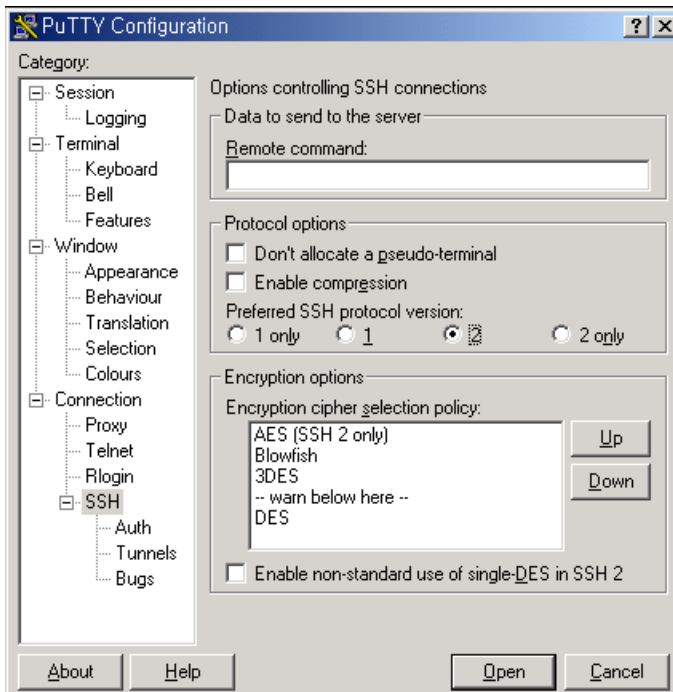 PuTTY Configuration
Category:
Session
Logging
Terminal
Keyboard
Bell
Features
Window
Appearance
Behaviour
Translation
Selection
Colours
Connection
Proxy
Telnet
Rlogin
SSH
Auth
Tunnels
Bugs
Options controlling SSH connections
Data to send to the server
Remote command:
Protocol options
Don't allocate a pseudo-terminal
Enable compression
Preferred SSH protocol version:
1 only 1 2 2 only
Encryption options
Encryption cipher selection policy:
AES (SSH 2 only)
Blowfish
3DES
-- warn below here --
DES
Up
Down
Enable non-standard use of single-DES in SSH 2
About Help Open Cancel